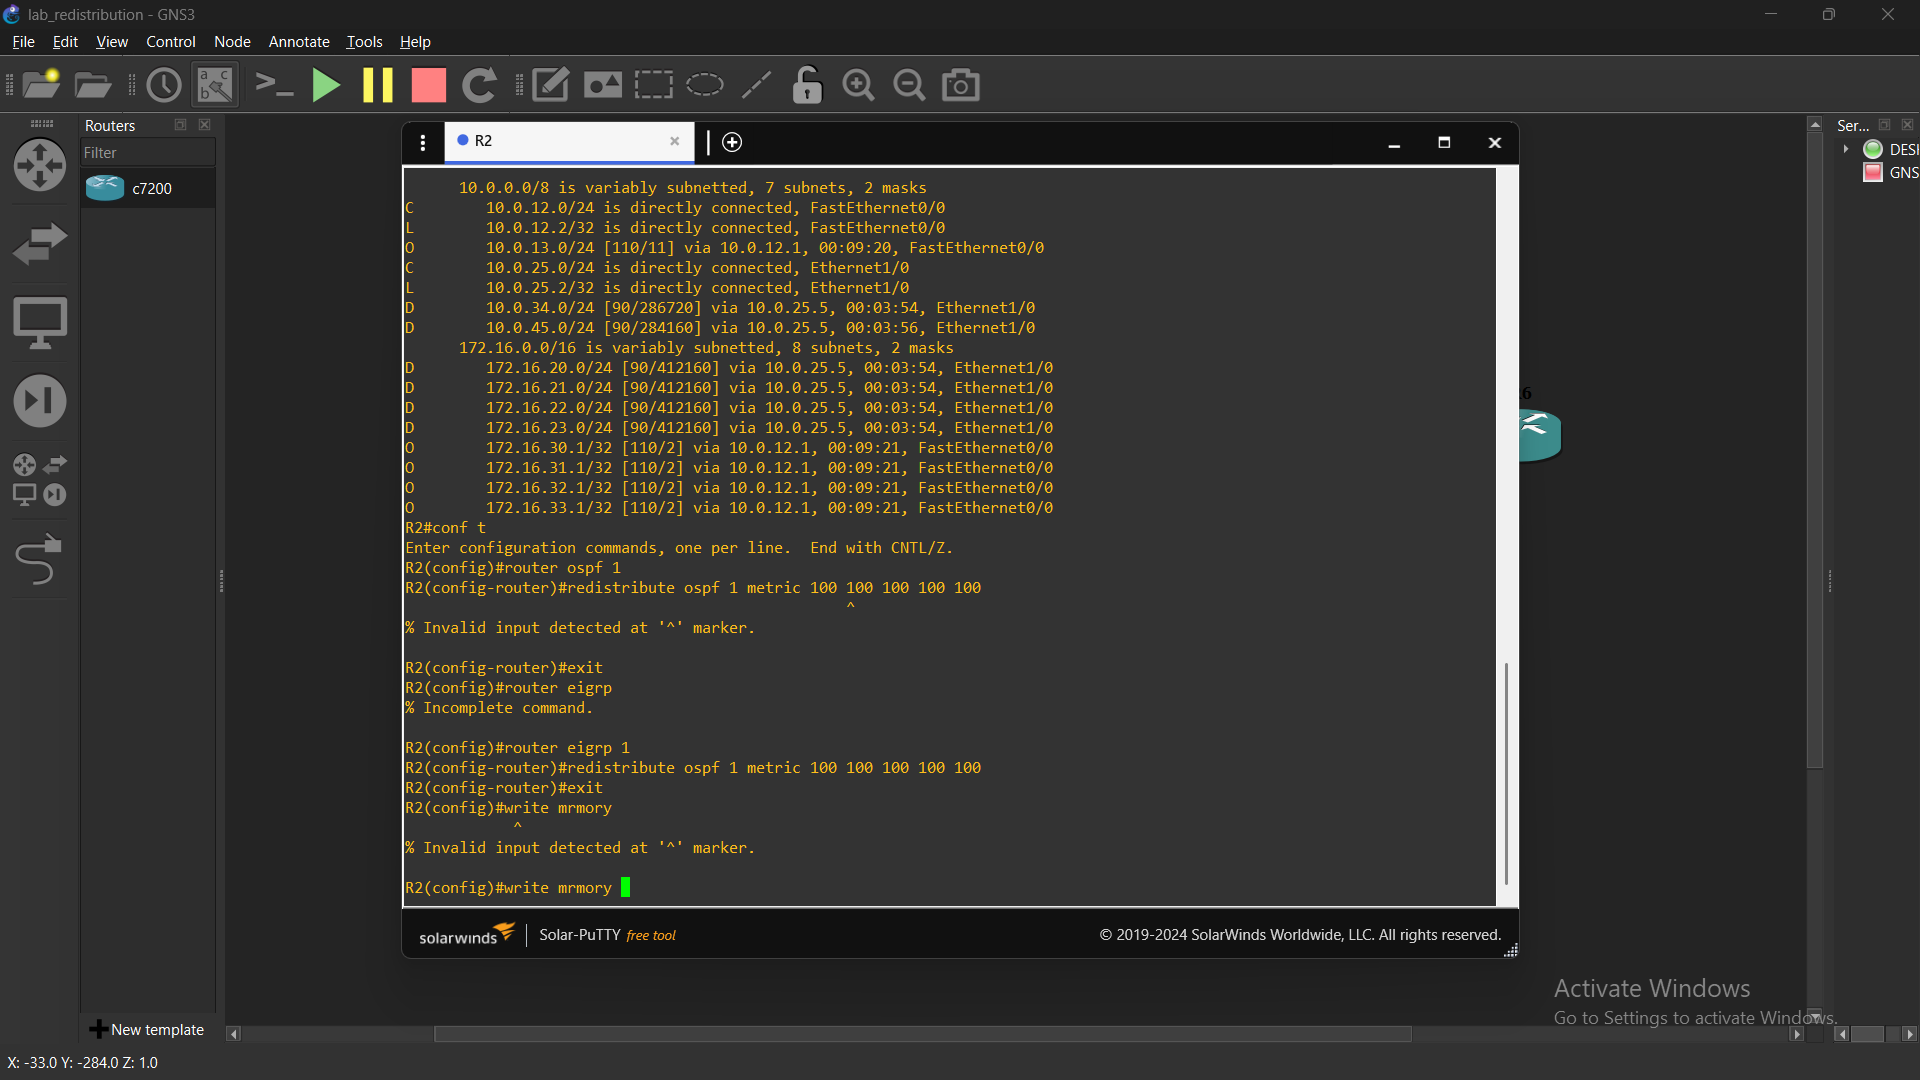 lab_redistribution - GNS3
File Edit View Control Node Annotate Tools Help
Routers
Filter
c7200
New template
X: -33.0 Y: -284.0 Z: 1.0
R2
10.0.0.0/8 is variably subnetted, 7 subnets, 2 masks
C 10.0.12.0/24 is directly connected, FastEthernet0/0
L 10.0.12.2/32 is directly connected, FastEthernet0/0
O 10.0.13.0/24 [110/11] via 10.0.12.1, 00:09:20, FastEthernet0/0
C 10.0.25.0/24 is directly connected, Ethernet1/0
L 10.0.25.2/32 is directly connected, Ethernet1/0
D 10.0.34.0/24 [90/286720] via 10.0.25.5, 00:03:54, Ethernet1/0
D 10.0.45.0/24 [90/284160] via 10.0.25.5, 00:03:56, Ethernet1/0
172.16.0.0/16 is variably subnetted, 8 subnets, 2 masks
D 172.16.20.0/24 [90/412160] via 10.0.25.5, 00:03:54, Ethernet1/0
D 172.16.21.0/24 [90/412160] via 10.0.25.5, 00:03:54, Ethernet1/0
D 172.16.22.0/24 [90/412160] via 10.0.25.5, 00:03:54, Ethernet1/0
D 172.16.23.0/24 [90/412160] via 10.0.25.5, 00:03:54, Ethernet1/0
O 172.16.30.1/32 [110/2] via 10.0.12.1, 00:09:21, FastEthernet0/0
O 172.16.31.1/32 [110/2] via 10.0.12.1, 00:09:21, FastEthernet0/0
O 172.16.32.1/32 [110/2] via 10.0.12.1, 00:09:21, FastEthernet0/0
O 172.16.33.1/32 [110/2] via 10.0.12.1, 00:09:21, FastEthernet0/0
R2#conf t
Enter configuration commands, one per line.  End with CNTL/Z.
R2(config)#router ospf 1
R2(config-router)#redistribute ospf 1 metric 100 100 100 100 100
^
% Invalid input detected at '^' marker.
R2(config-router)#exit
R2(config)#router eigrp
% Incomplete command.
R2(config)#router eigrp 1
R2(config-router)#redistribute ospf 1 metric 100 100 100 100 100
R2(config-router)#exit
R2(config)#write mrmory
^
% Invalid input detected at '^' marker.
R2(config)#write mrmory
solarwinds
Solar-PuTTY free tool
© 2019-2024 SolarWinds Worldwide, LLC. All rights reserved.
Ser...
DESI
GNS
6
Activate Windows
Go to Settings to activate Windows.